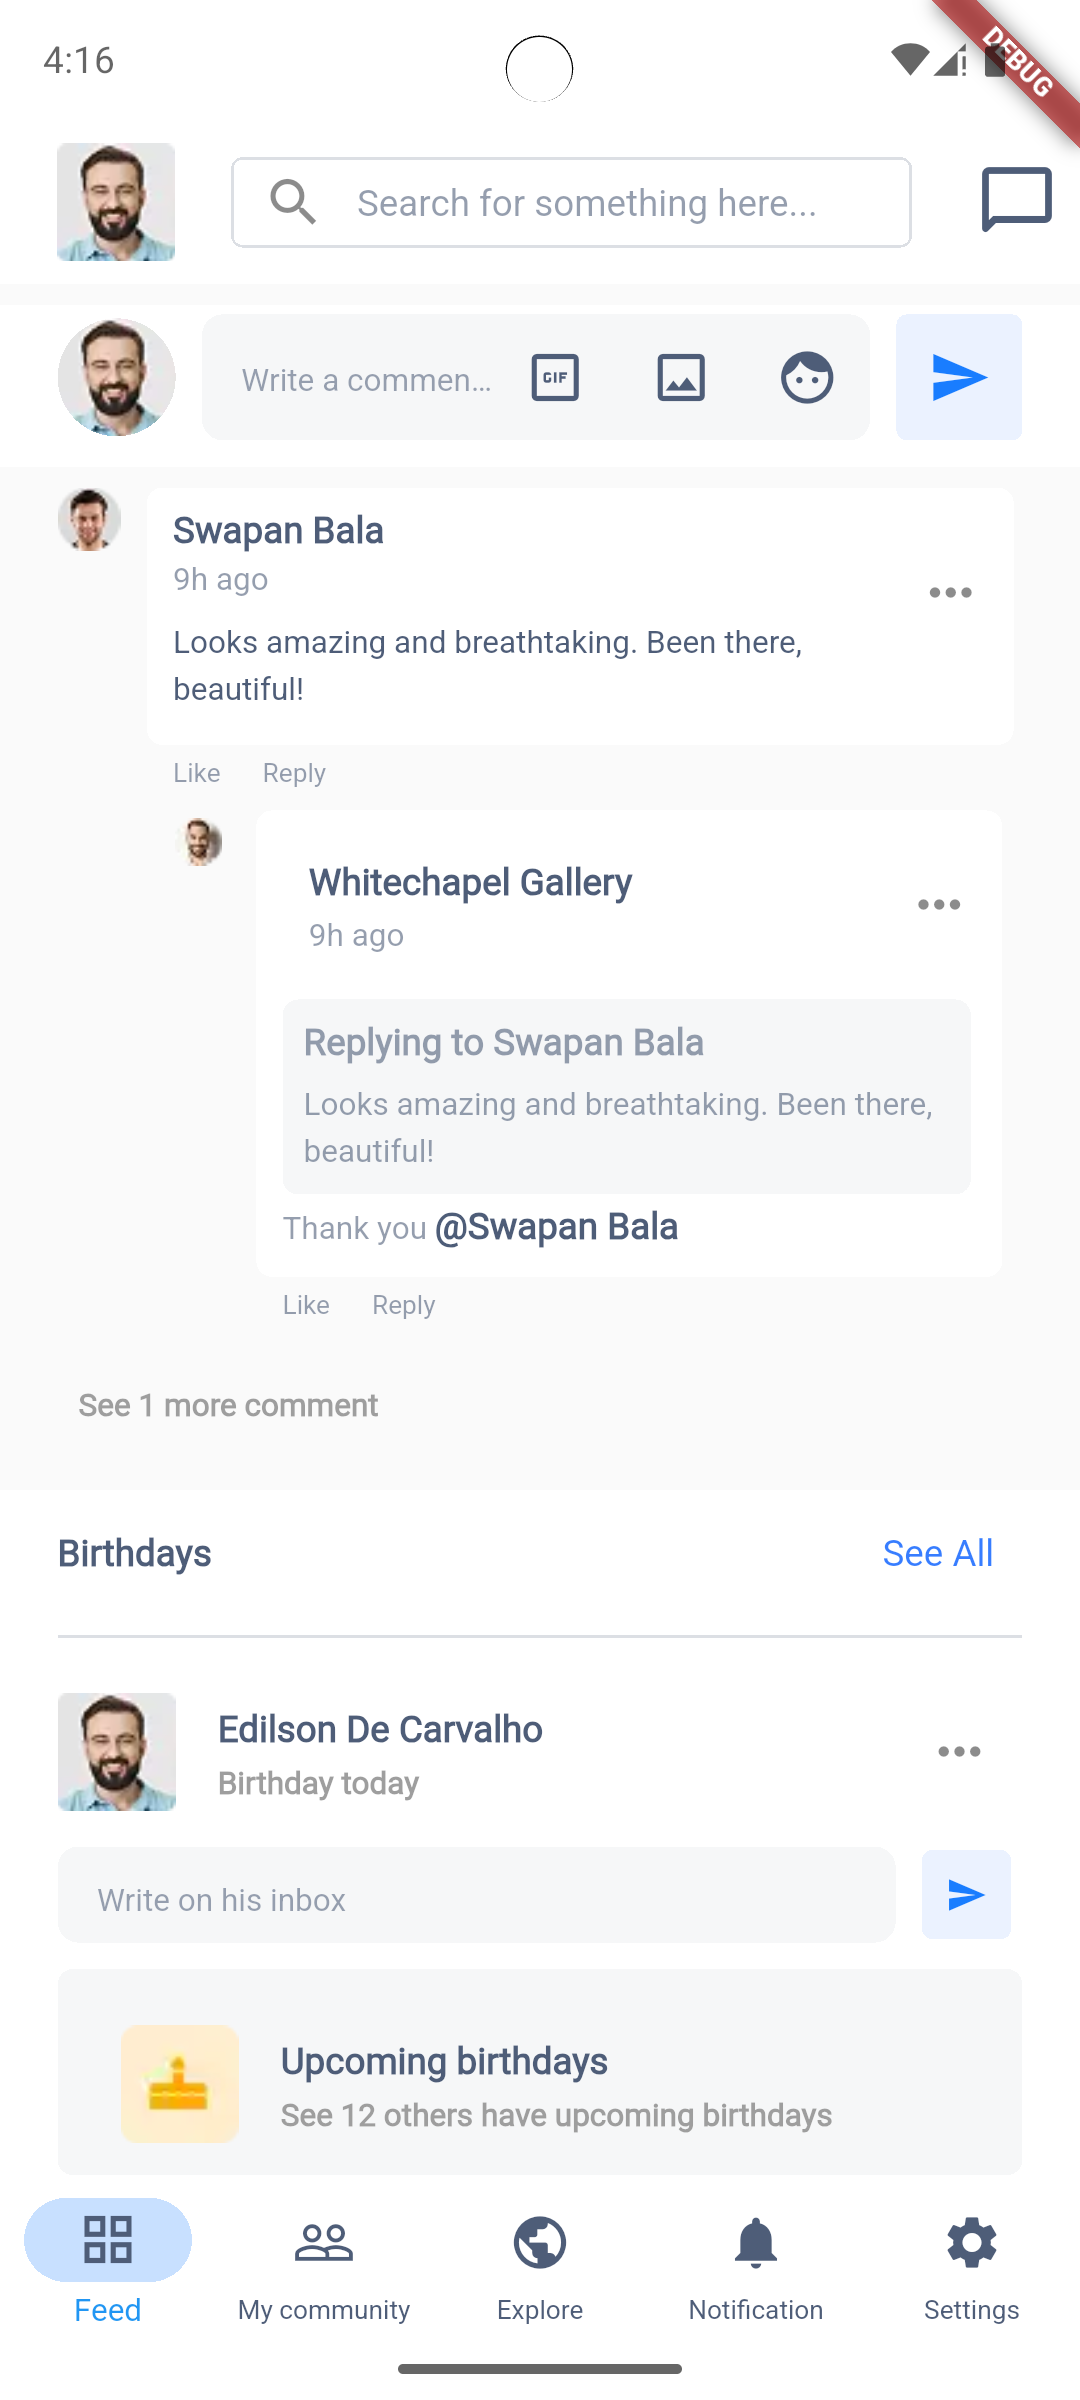 4:16
DEBUG
Search for something here...
Write a commen...
GIF
Swapan Bala
9h ago
Looks amazing and breathtaking. Been there,
beautiful!
Like Reply
Whitechapel Gallery
9h ago
Replying to Swapan Bala
Looks amazing and breathtaking. Been there,
beautiful!
Thank you @Swapan Bala
Like Reply
See 1 more comment
Birthdays See All
Edilson De Carvalho
Birthday today
Write on his inbox
Upcoming birthdays
See 12 others have upcoming birthdays
Feed My community Explore Notification Settings